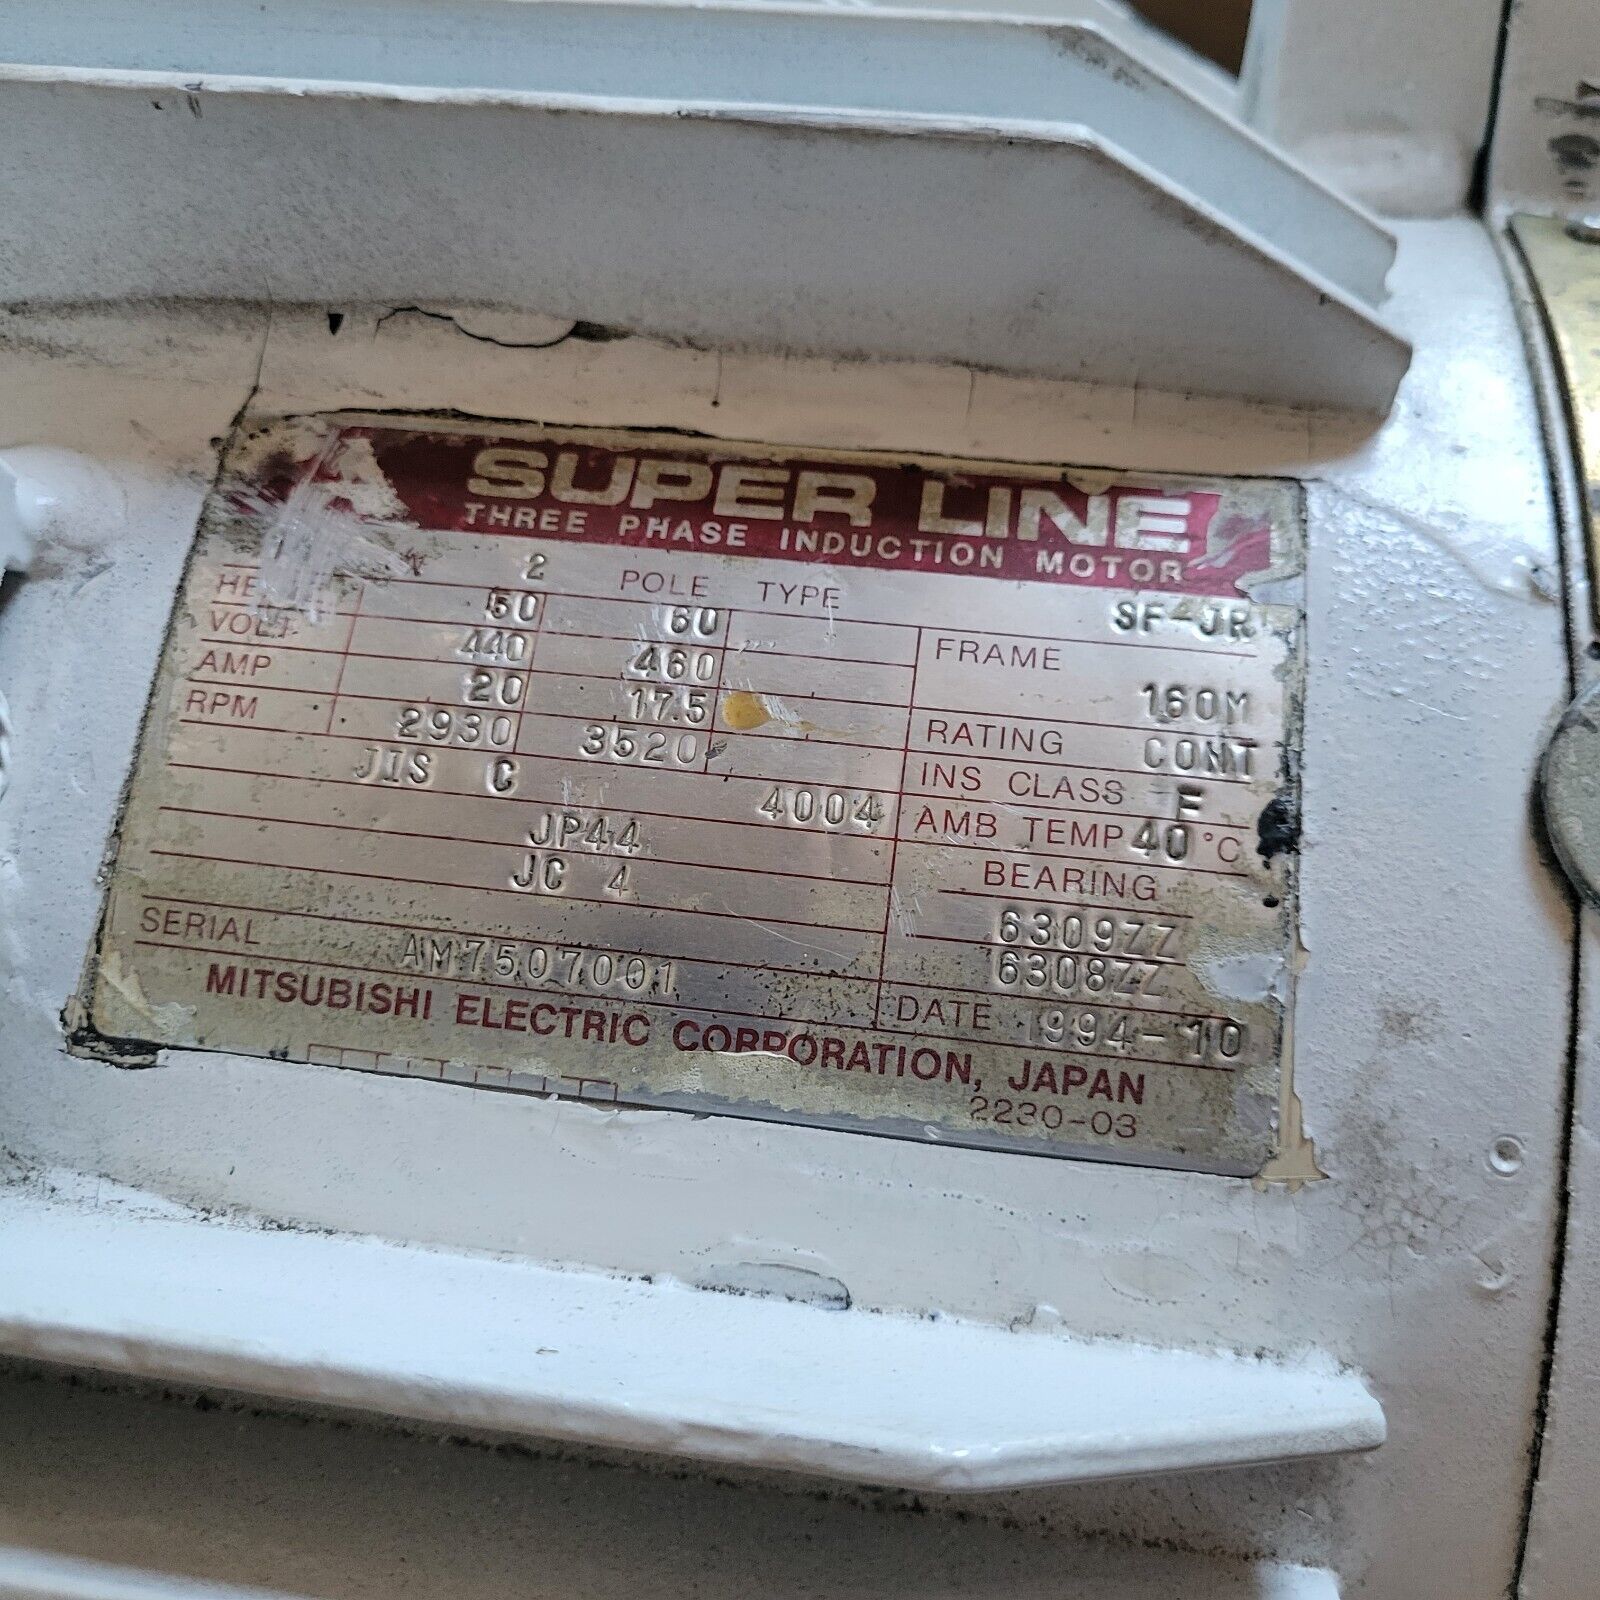 SUPER LINE
THREE PHASE INDUCTION MOTOR
2 POLE TYPE SF-JR
50 60
VOLT 440 460 FRAME 160M
AMP 20 17.5 RATING CONT
RPM 2930 3520 INS CLASS F
JIS C 4004 AMB TEMP 40 °C
JP44 BEARING
JC 4 6309ZZ
6308ZZ
SERIAL AM7507001 DATE 1994-10
MITSUBISHI ELECTRIC CORPORATION, JAPAN
2230-03